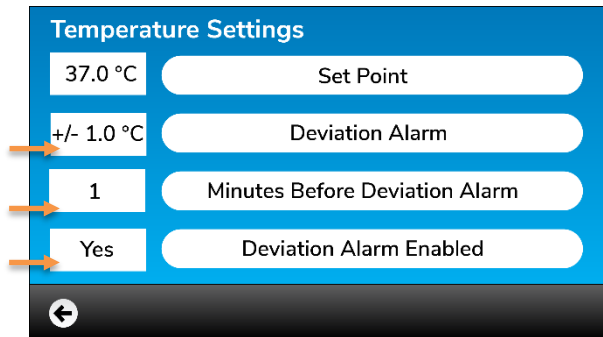 Temperature Settings
37.0 °C Set Point
+/- 1.0 °C Deviation Alarm
1 Minutes Before Deviation Alarm
Yes Deviation Alarm Enabled